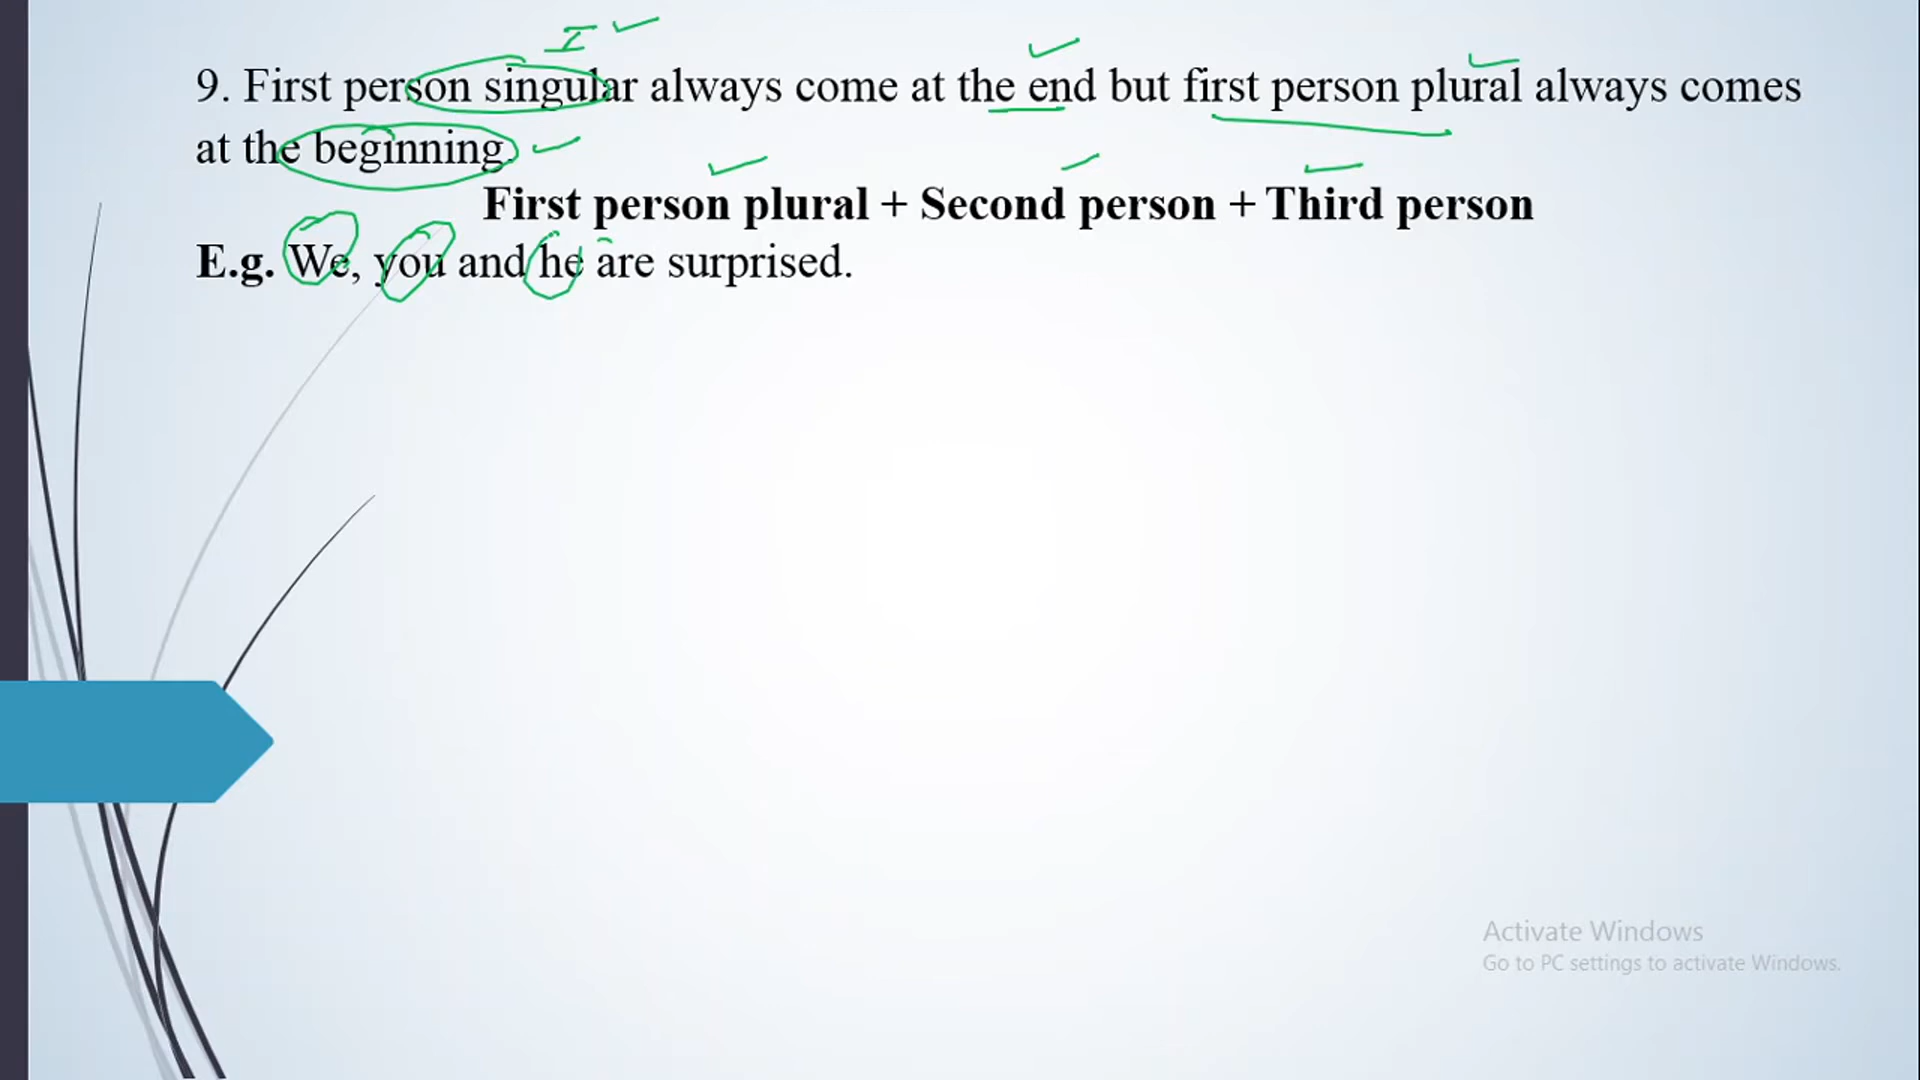 I
9. First person singular always come at the end but first person plural always comes
at the beginning.
First person plural + Second person + Third person
E.g. We, you and he are surprised.
Activate Windows
Go to PC settings to activate Windows.